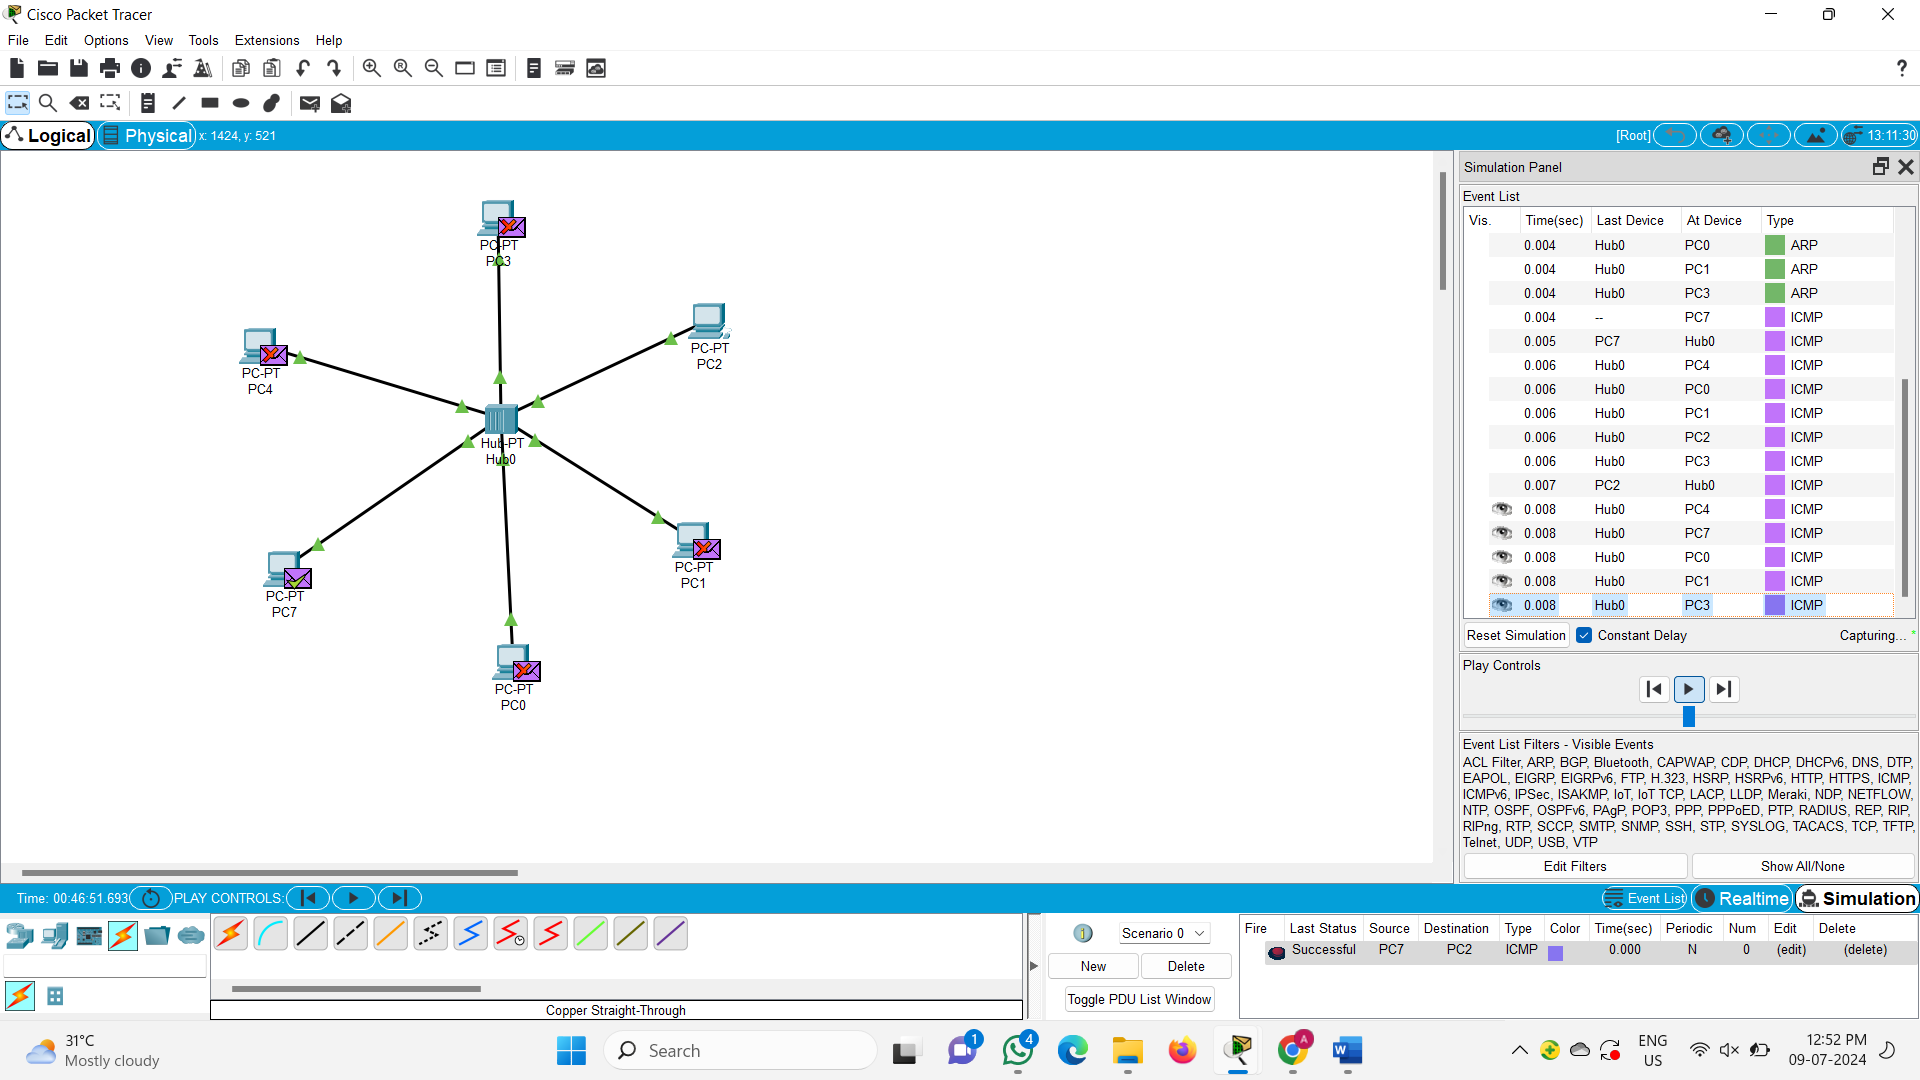 Cisco Packet Tracer
File Edit Options View Tools Extensions Help
?
Logical Physical x: 1424, y: 521 [Root] 13:11:30
Simulation Panel
Event List
Vis. Time(sec) Last Device At Device Type
0.004 Hub0 PC0 ARP
0.004 Hub0 PC1 ARP
0.004 Hub0 PC3 ARP
0.004 -- PC7 ICMP
0.005 PC7 Hub0 ICMP
0.006 Hub0 PC4 ICMP
0.006 Hub0 PC0 ICMP
0.006 Hub0 PC1 ICMP
0.006 Hub0 PC2 ICMP
0.006 Hub0 PC3 ICMP
0.007 PC2 Hub0 ICMP
0.008 Hub0 PC4 ICMP
0.008 Hub0 PC7 ICMP
0.008 Hub0 PC0 ICMP
0.008 Hub0 PC1 ICMP
0.008 Hub0 PC3 ICMP
Reset Simulation Constant Delay Capturing...
Play Controls
Event List Filters - Visible Events
ACL Filter, ARP, BGP, Bluetooth, CAPWAP, CDP, DHCP, DHCPv6, DNS, DTP,
EAPOL, EIGRP, EIGRPv6, FTP, H.323, HSRP, HSRPv6, HTTP, HTTPS, ICMP,
ICMPv6, IPSec, ISAKMP, IoT, IoT TCP, LACP, LLDP, Meraki, NDP, NETFLOW,
NTP, OSPF, OSPFv6, PAgP, POP3, PPP, PPPoED, PTP, RADIUS, REP, RIP,
RIPng, RTP, SCCP, SMTP, SNMP, SSH, STP, SYSLOG, TACACS, TCP, TFTP,
Telnet, UDP, USB, VTP
Edit Filters Show All/None
PC-PT
PC3
PC-PT
PC2
PC-PT
PC4
Hub-PT
Hub0
PC-PT
PC1
PC-PT
PC7
PC-PT
PC0
Time: 00:46:51.693 PLAY CONTROLS: Event List Realtime Simulation
Copper Straight-Through
1 Scenario 0
New Delete
Toggle PDU List Window
Fire Last Status Source Destination Type Color Time(sec) Periodic Num Edit Delete
Successful PC7 PC2 ICMP 0.000 N 0 (edit) (delete)
31°C
Mostly cloudy
Search
1
4
A
ENG
US
12:52 PM
09-07-2024